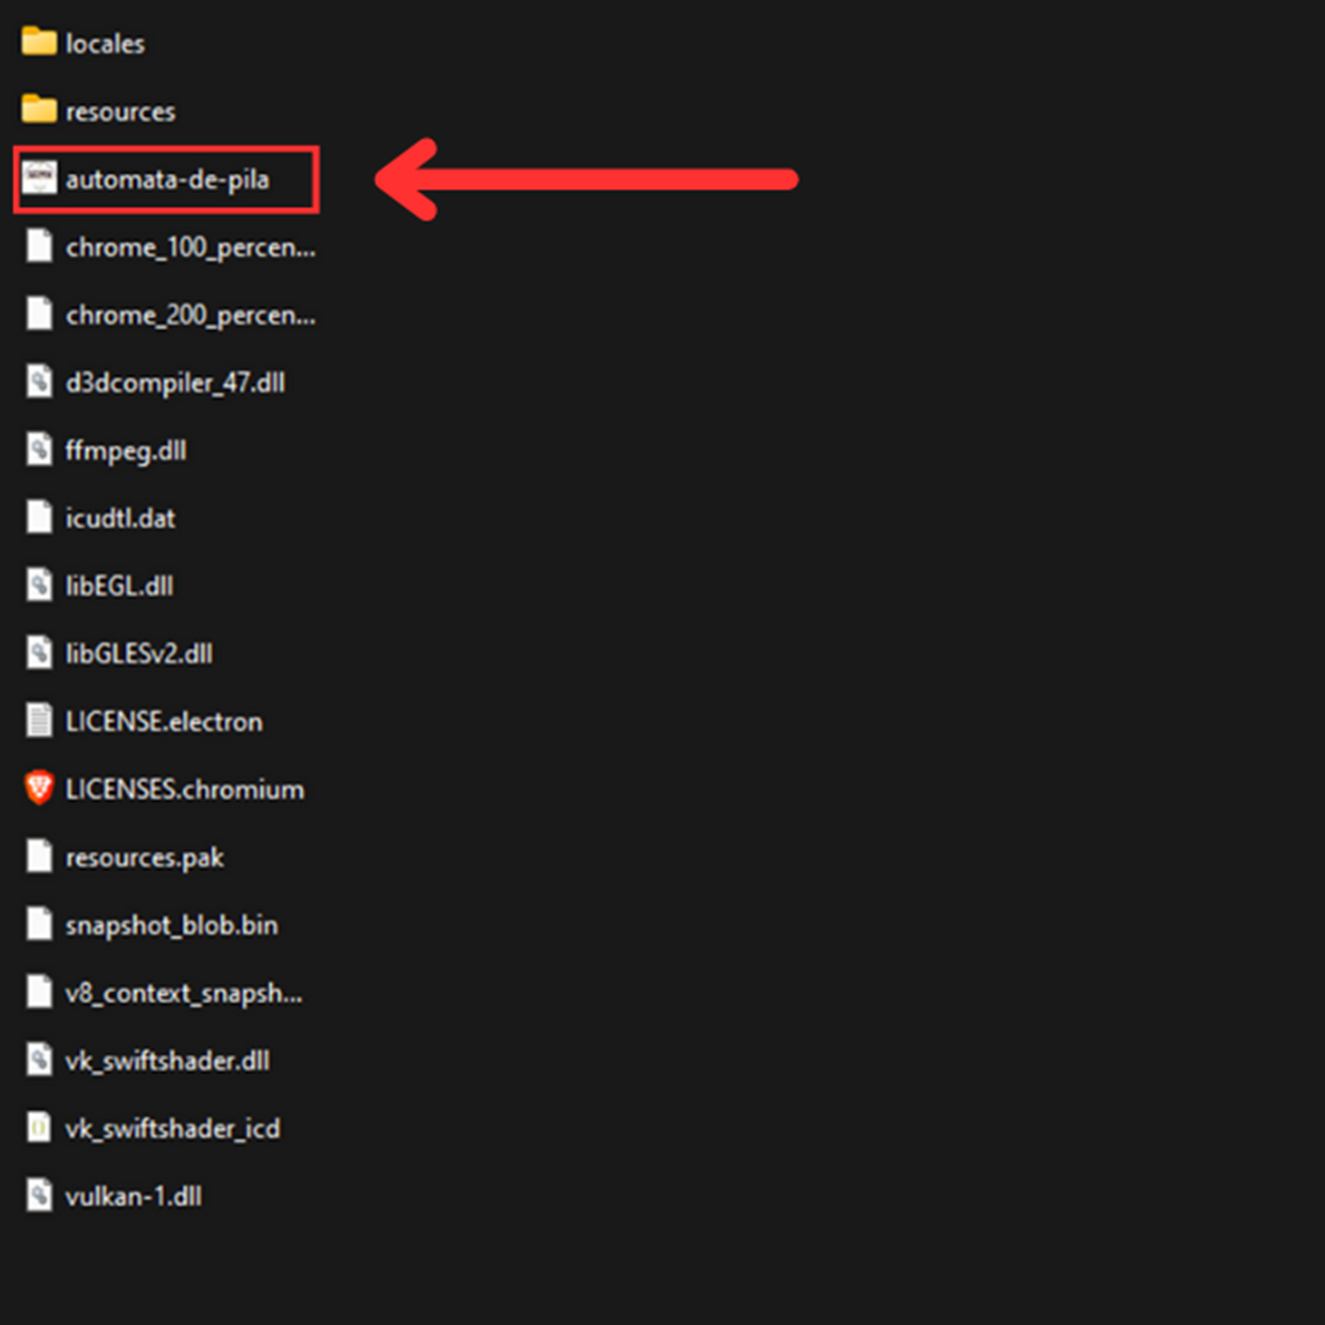 locales
resources
automata-de-pila
chrome_100_percen...
chrome_200_percen...
d3dcompiler_47.dll
ffmpeg.dll
icudtl.dat
libEGL.dll
libGLESv2.dll
LICENSE.electron
LICENSES.chromium
resources.pak
snapshot_blob.bin
v8_context_snapsh...
vk_swiftshader.dll
vk_swiftshader_icd
vulkan-1.dll